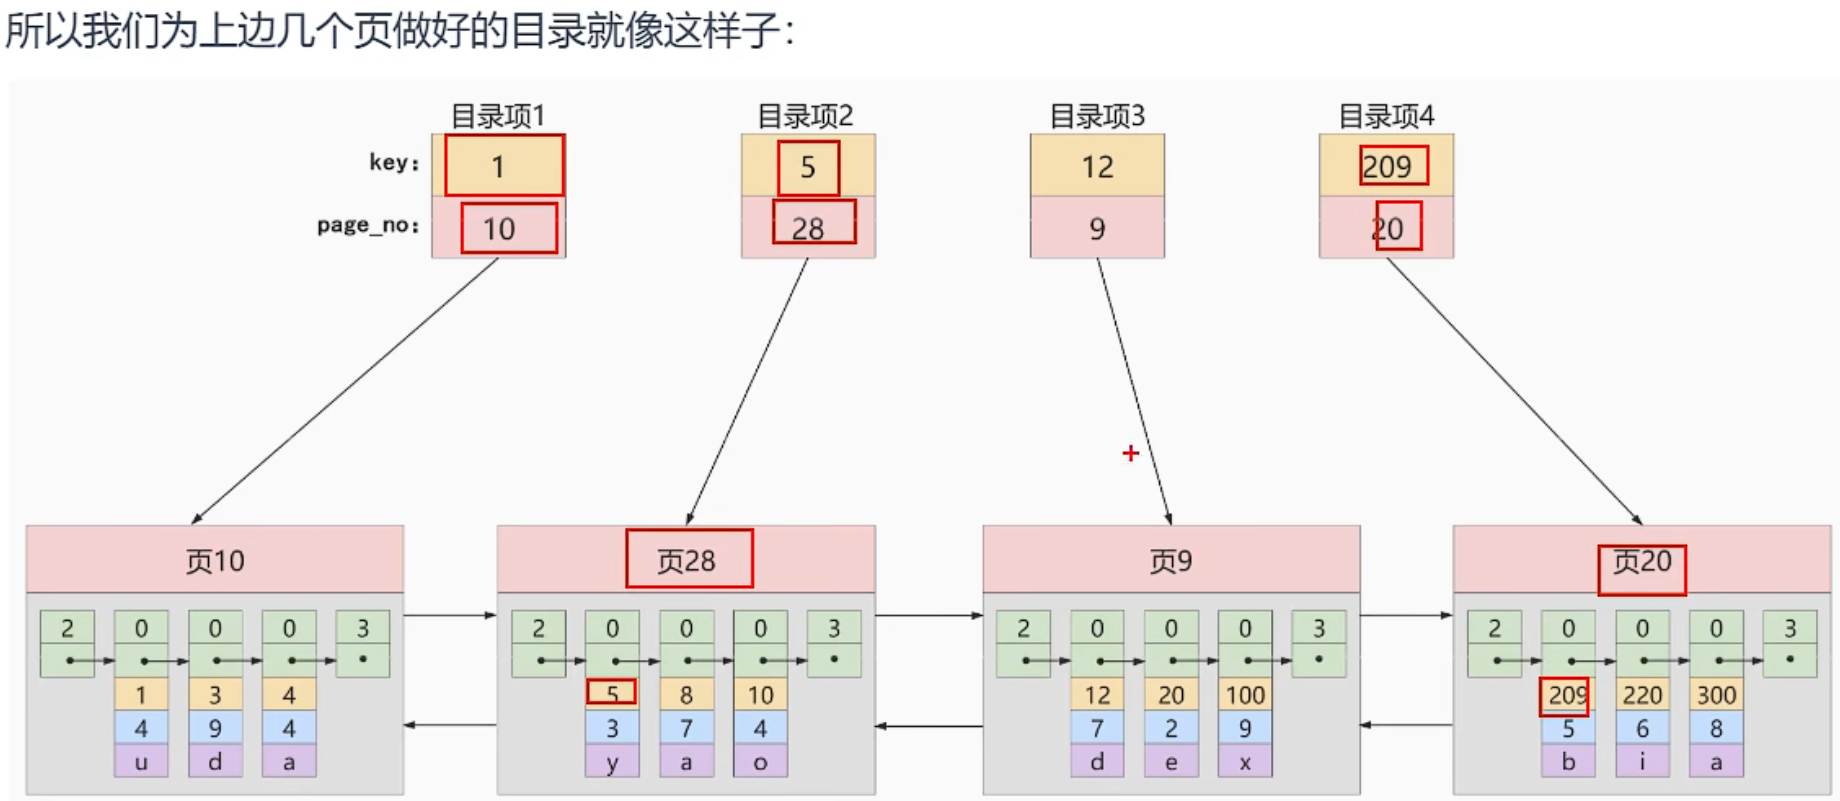 所以我们为上边几个页做好的目录就像这样子：
目录项1 目录项2 目录项3 目录项4
key: 1 5 12 209
page_no: 10 28 9 20
页10 页28 页9 页20
2 0 0 0 3 2 0 0 0 3 2 0 0 0 3 2 0 0 0 3
1 3 4 5 8 10 12 20 100 209 220 300
4 9 4 3 7 4 7 2 9 5 6 8
u d a y a o d e x b i a